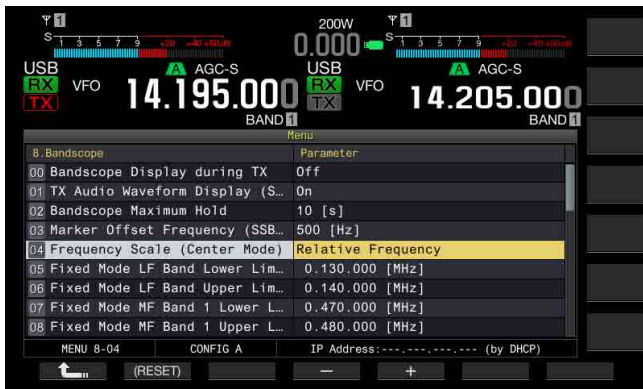 1 200W 1
S 1 3 5 7 9 +20 +40 +60dB 0.000 S 1 3 5 7 9 +20 +40 +60dB
USB A AGC-S USB A AGC-S
RX VFO 14.195.000 RX VFO 14.205.000
TX BAND 1 TX BAND 1
Menu
8.Bandscope Parameter
00 Bandscope Display during TX Off
01 TX Audio Waveform Display (S… On
02 Bandscope Maximum Hold 10 [s]
03 Marker Offset Frequency (SSB… 500 [Hz]
04 Frequency Scale (Center Mode) Relative Frequency
05 Fixed Mode LF Band Lower Lim… 0.130.000 [MHz]
06 Fixed Mode LF Band Upper Lim… 0.140.000 [MHz]
07 Fixed Mode MF Band 1 Lower L… 0.470.000 [MHz]
08 Fixed Mode MF Band 1 Upper L… 0.480.000 [MHz]
MENU 8-04 CONFIG A IP Address:---.---.---.--- (by DHCP)
(RESET) − +